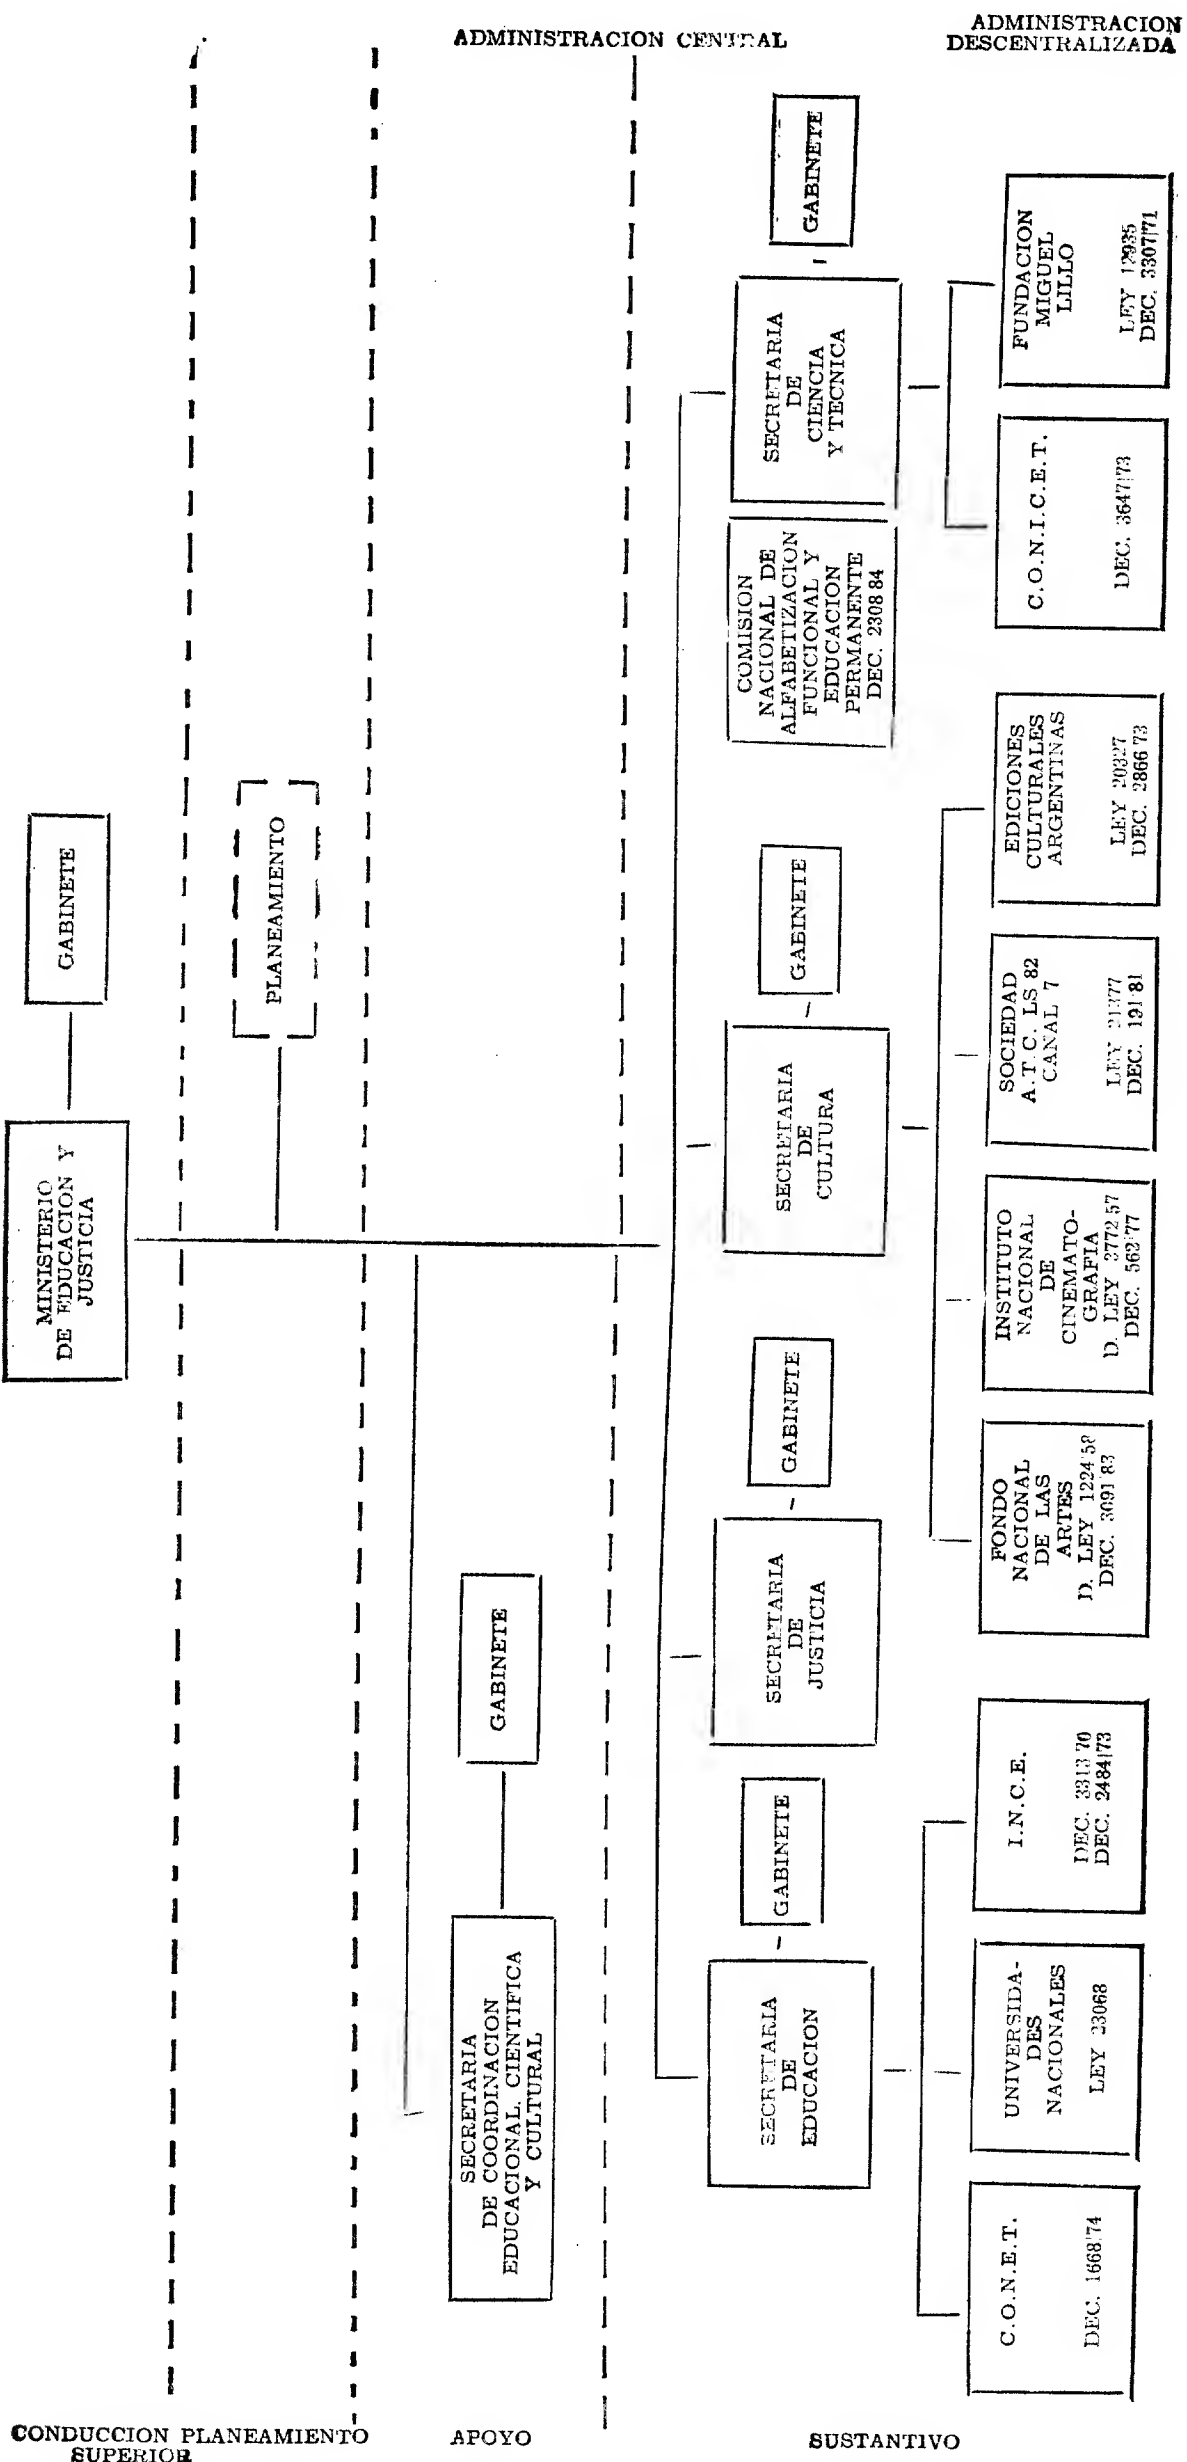 ADMINISTRACION CENTRAL
ADMINISTRACION
DESCENTRALIZADA
CONDUCCION
SUPERIOR
PLANEAMIENTO
APOYO
SUSTANTIVO
MINISTERIO
DE EDUCACION Y
JUSTICIA
GABINETE
PLANEAMIENTO
SECRETARIA
DE COORDINACION
EDUCACIONAL, CIENTIFICA
Y CULTURAL
GABINETE
SECRETARIA
DE
EDUCACION
GABINETE
SECRETARIA
DE
JUSTICIA
GABINETE
SECRETARIA
DE
CULTURA
GABINETE
COMISION
NACIONAL DE
ALFABETIZACION
FUNCIONAL Y
EDUCACION
PERMANENTE
DEC. 2308 84
SECRETARIA
DE
CIENCIA
Y TECNICA
GABINETE
C.O.N.E.T.
DEC. 1668|74
UNIVERSIDA-
DES
NACIONALES
LEY 23068
I.N.C.E.
DEC. 3313 70
DEC. 2484|73
FONDO
NACIONAL
DE LAS
ARTES
D. LEY 1224|58
DEC. 3091 83
INSTITUTO
NACIONAL
DE
CINEMATO-
GRAFIA
D. LEY 3772 57
DEC. 562|77
SOCIEDAD
A. T. C. LS 82
CANAL 7
LEY 21377
DEC. 191|81
EDICIONES
CULTURALES
ARGENTINAS
LEY 20327
DEC. 2866 73
C.O.N.I.C.E.T.
DEC. 3647|73
FUNDACION
MIGUEL
LILLO
LEY 12935
DEC. 3307|71